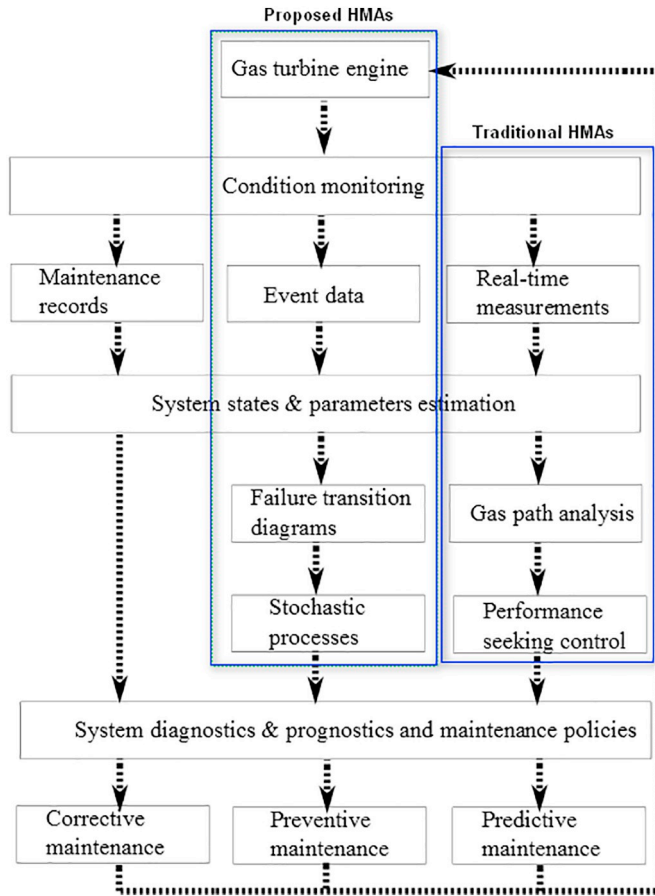 Proposed HMAs
Gas turbine engine
Traditional HMAs
Condition monitoring
Maintenance
records
Event data
Real-time
measurements
System states & parameters estimation
Failure transition
diagrams
Gas path analysis
Stochastic
processes
Performance
seeking control
System diagnostics & prognostics and maintenance policies
Corrective
maintenance
Preventive
maintenance
Predictive
maintenance